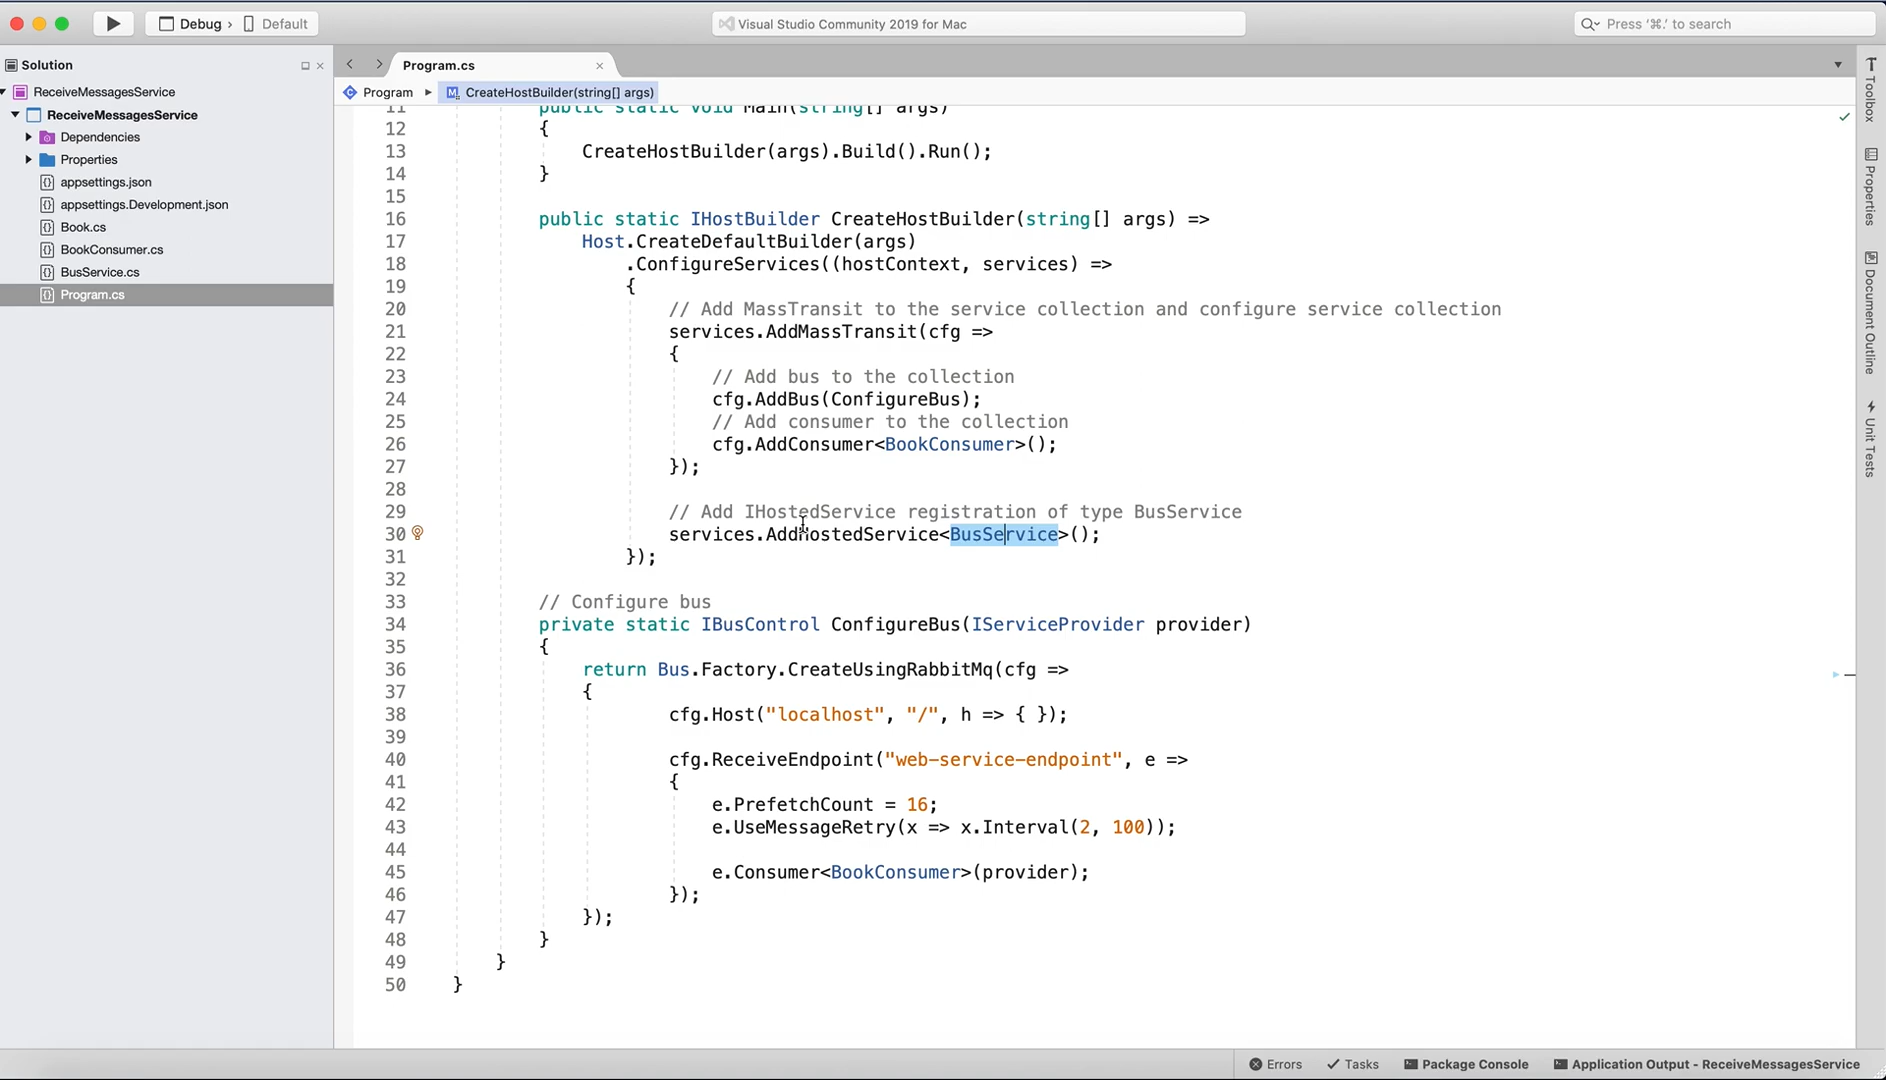 Debug › Default
Visual Studio Community 2019 for Mac
Press ‘⌘.’ to search
Solution
Program.cs
ReceiveMessagesService
Program ▸ CreateHostBuilder(string[] args)
ReceiveMessagesService
Dependencies
Properties
appsettings.json
appsettings.Development.json
Book.cs
BookConsumer.cs
BusService.cs
Program.cs
11 public static void Main(string[] args)
12 {
13 CreateHostBuilder(args).Build().Run();
14 }
15
16 public static IHostBuilder CreateHostBuilder(string[] args) =>
17 Host.CreateDefaultBuilder(args)
18 .ConfigureServices((hostContext, services) =>
19 {
20 // Add MassTransit to the service collection and configure service collection
21 services.AddMassTransit(cfg =>
22 {
23 // Add bus to the collection
24 cfg.AddBus(ConfigureBus);
25 // Add consumer to the collection
26 cfg.AddConsumer<BookConsumer>();
27 });
28
29 // Add IHostedService registration of type BusService
30 services.AddHostedService<BusService>();
31 });
32
33 // Configure bus
34 private static IBusControl ConfigureBus(IServiceProvider provider)
35 {
36 return Bus.Factory.CreateUsingRabbitMq(cfg =>
37 {
38 cfg.Host("localhost", "/", h => { });
39
40 cfg.ReceiveEndpoint("web-service-endpoint", e =>
41 {
42 e.PrefetchCount = 16;
43 e.UseMessageRetry(x => x.Interval(2, 100));
44
45 e.Consumer<BookConsumer>(provider);
46 });
47 });
48 }
49 }
50 }
Toolbox
Properties
Document Outline
Unit Tests
Errors
Tasks
Package Console
Application Output - ReceiveMessagesService